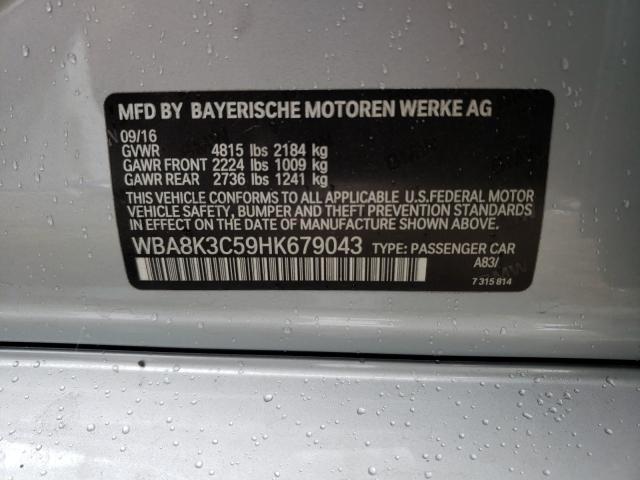 MFD BY BAYERISCHE MOTOREN WERKE AG
09/16
GVWR 4815 lbs 2184 kg
GAWR FRONT 2224 lbs 1009 kg
GAWR REAR 2736 lbs 1241 kg
THIS VEHICLE CONFORMS TO ALL APPLICABLE U.S. FEDERAL MOTOR
VEHICLE SAFETY, BUMPER AND THEFT PREVENTION STANDARDS
IN EFFECT ON THE DATE OF MANUFACTURE SHOWN ABOVE.
WBA8K3C59HK679043 TYPE: PASSENGER CAR
A83/
7 315 814